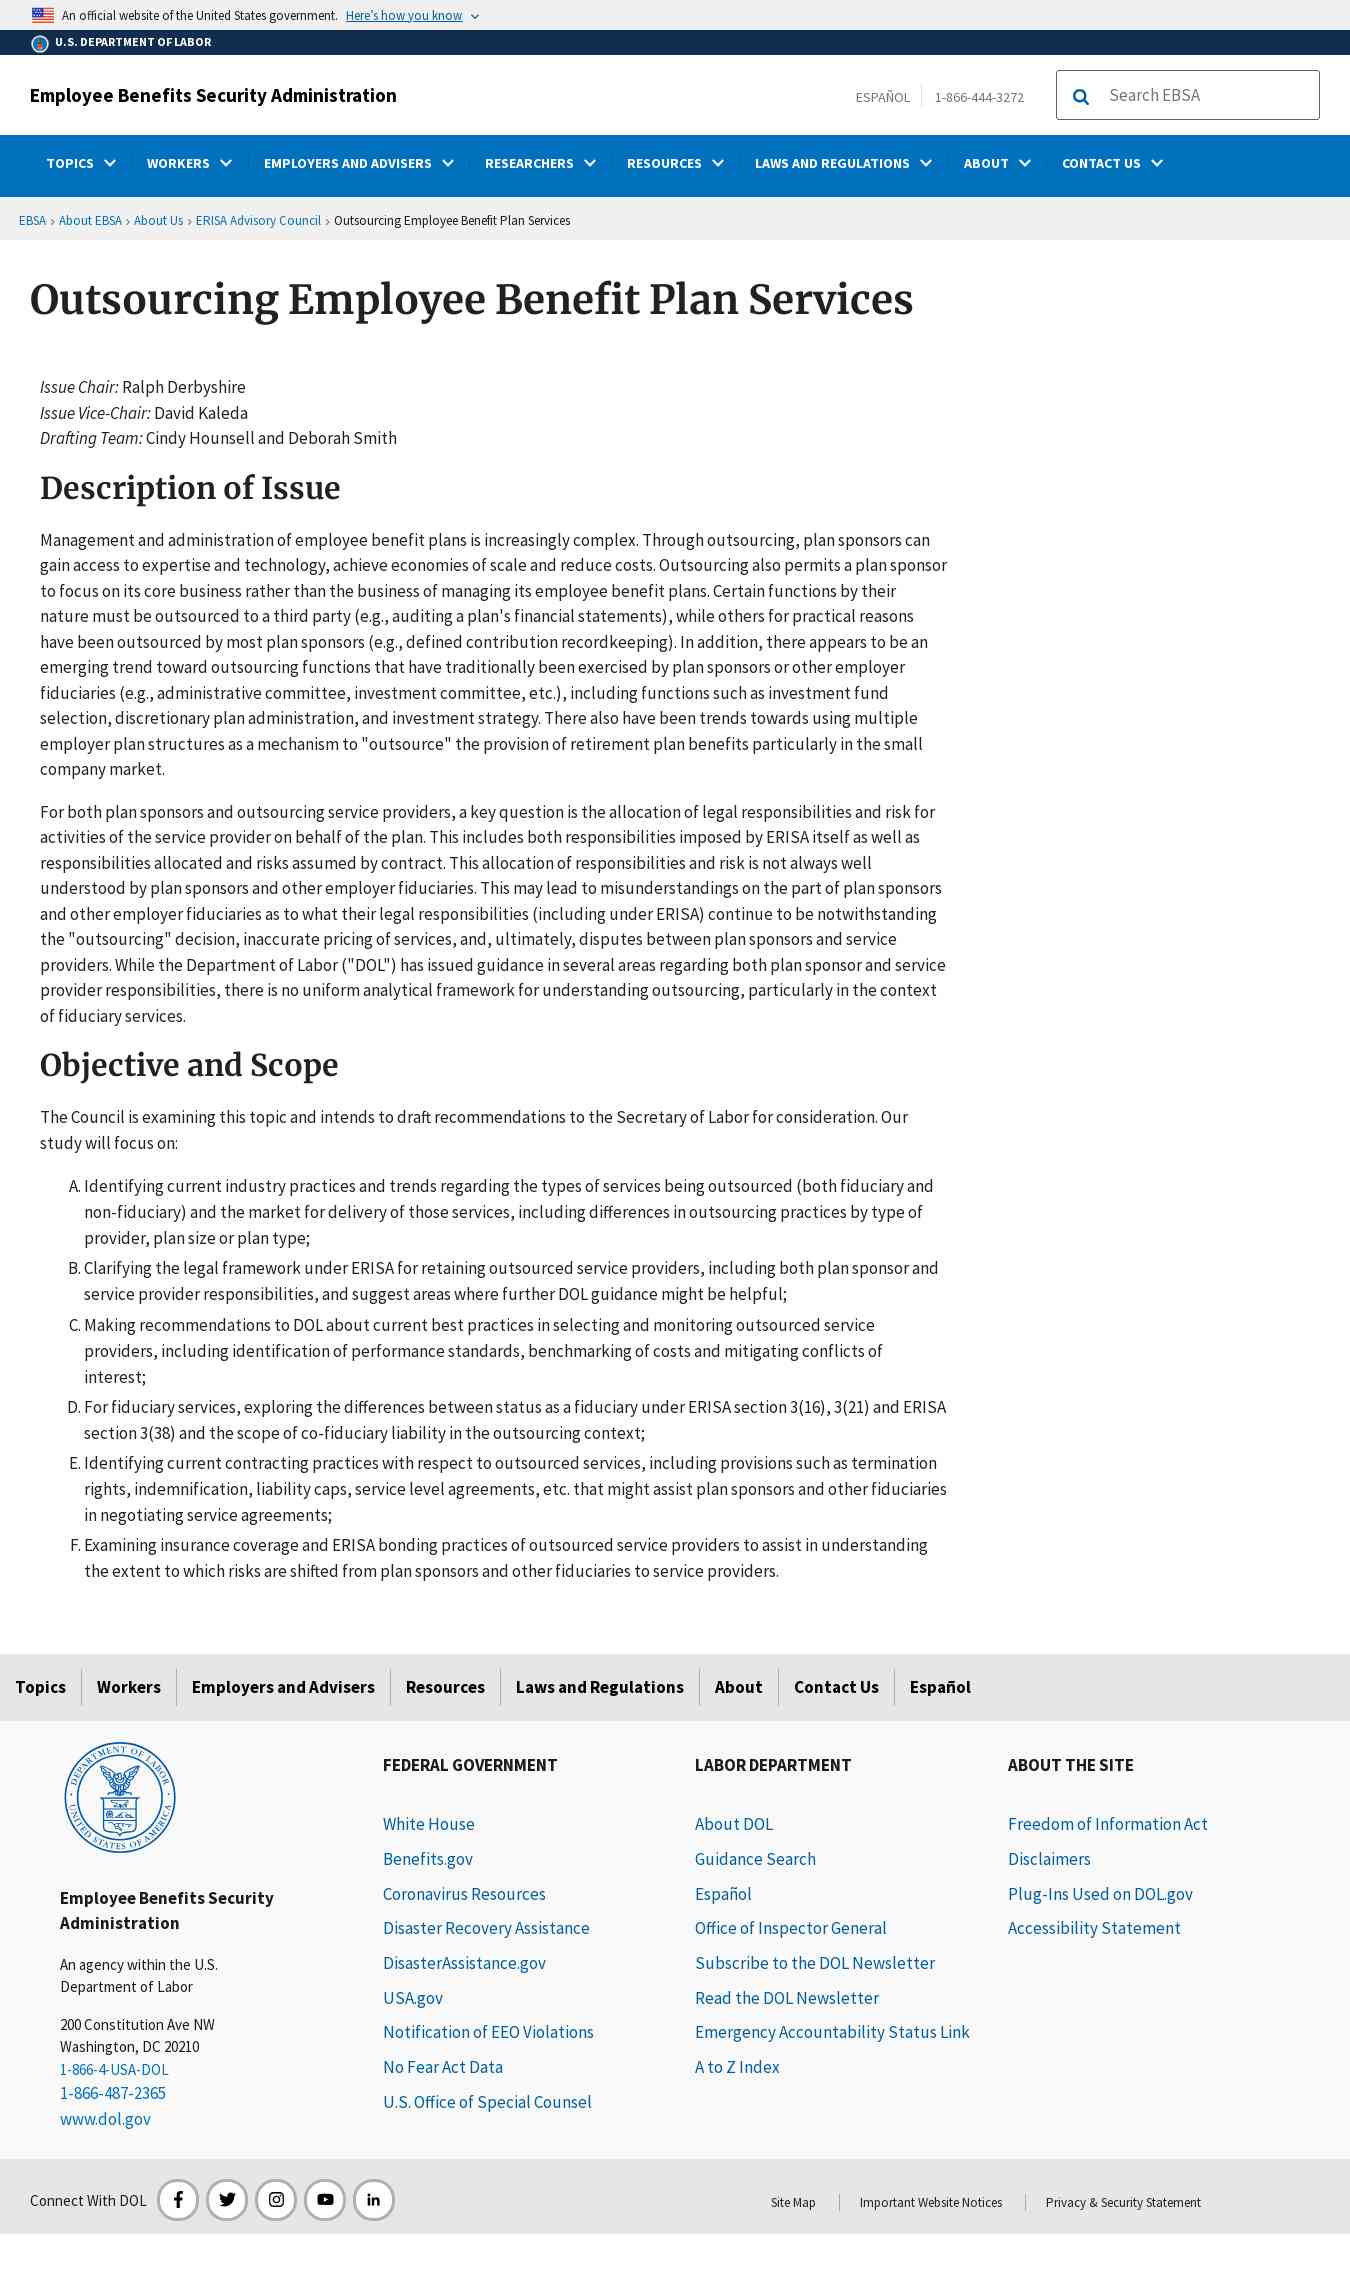 An official website of the United States government. Here's how you know
U.S. DEPARTMENT OF LABOR
Employee Benefits Security Administration
ESPAÑOL
1-866-444-3272
Search EBSA
TOPICS WORKERS EMPLOYERS AND ADVISERS RESEARCHERS RESOURCES LAWS AND REGULATIONS ABOUT CONTACT US
EBSA › About EBSA › About Us › ERISA Advisory Council › Outsourcing Employee Benefit Plan Services
Outsourcing Employee Benefit Plan Services
Issue Chair: Ralph Derbyshire
Issue Vice-Chair: David Kaleda
Drafting Team: Cindy Hounsell and Deborah Smith
Description of Issue
Management and administration of employee benefit plans is increasingly complex. Through outsourcing, plan sponsors can
gain access to expertise and technology, achieve economies of scale and reduce costs. Outsourcing also permits a plan sponsor
to focus on its core business rather than the business of managing its employee benefit plans. Certain functions by their
nature must be outsourced to a third party (e.g., auditing a plan's financial statements), while others for practical reasons
have been outsourced by most plan sponsors (e.g., defined contribution recordkeeping). In addition, there appears to be an
emerging trend toward outsourcing functions that have traditionally been exercised by plan sponsors or other employer
fiduciaries (e.g., administrative committee, investment committee, etc.), including functions such as investment fund
selection, discretionary plan administration, and investment strategy. There also have been trends towards using multiple
employer plan structures as a mechanism to "outsource" the provision of retirement plan benefits particularly in the small
company market.
For both plan sponsors and outsourcing service providers, a key question is the allocation of legal responsibilities and risk for
activities of the service provider on behalf of the plan. This includes both responsibilities imposed by ERISA itself as well as
responsibilities allocated and risks assumed by contract. This allocation of responsibilities and risk is not always well
understood by plan sponsors and other employer fiduciaries. This may lead to misunderstandings on the part of plan sponsors
and other employer fiduciaries as to what their legal responsibilities (including under ERISA) continue to be notwithstanding
the "outsourcing" decision, inaccurate pricing of services, and, ultimately, disputes between plan sponsors and service
providers. While the Department of Labor ("DOL") has issued guidance in several areas regarding both plan sponsor and service
provider responsibilities, there is no uniform analytical framework for understanding outsourcing, particularly in the context
of fiduciary services.
Objective and Scope
The Council is examining this topic and intends to draft recommendations to the Secretary of Labor for consideration. Our
study will focus on:
A. Identifying current industry practices and trends regarding the types of services being outsourced (both fiduciary and
non-fiduciary) and the market for delivery of those services, including differences in outsourcing practices by type of
provider, plan size or plan type;
B. Clarifying the legal framework under ERISA for retaining outsourced service providers, including both plan sponsor and
service provider responsibilities, and suggest areas where further DOL guidance might be helpful;
C. Making recommendations to DOL about current best practices in selecting and monitoring outsourced service
providers, including identification of performance standards, benchmarking of costs and mitigating conflicts of
interest;
D. For fiduciary services, exploring the differences between status as a fiduciary under ERISA section 3(16), 3(21) and ERISA
section 3(38) and the scope of co-fiduciary liability in the outsourcing context;
E. Identifying current contracting practices with respect to outsourced services, including provisions such as termination
rights, indemnification, liability caps, service level agreements, etc. that might assist plan sponsors and other fiduciaries
in negotiating service agreements;
F. Examining insurance coverage and ERISA bonding practices of outsourced service providers to assist in understanding
the extent to which risks are shifted from plan sponsors and other fiduciaries to service providers.
Topics Workers Employers and Advisers Resources Laws and Regulations About Contact Us Español
DEPARTMENT OF LABOR
UNITED STATES OF AMERICA
Employee Benefits Security
Administration
An agency within the U.S.
Department of Labor
200 Constitution Ave NW
Washington, DC 20210
1-866-4-USA-DOL
1-866-487-2365
www.dol.gov
FEDERAL GOVERNMENT
White House
Benefits.gov
Coronavirus Resources
Disaster Recovery Assistance
DisasterAssistance.gov
USA.gov
Notification of EEO Violations
No Fear Act Data
U.S. Office of Special Counsel
LABOR DEPARTMENT
About DOL
Guidance Search
Español
Office of Inspector General
Subscribe to the DOL Newsletter
Read the DOL Newsletter
Emergency Accountability Status Link
A to Z Index
ABOUT THE SITE
Freedom of Information Act
Disclaimers
Plug-Ins Used on DOL.gov
Accessibility Statement
Connect With DOL
Site Map
Important Website Notices
Privacy & Security Statement